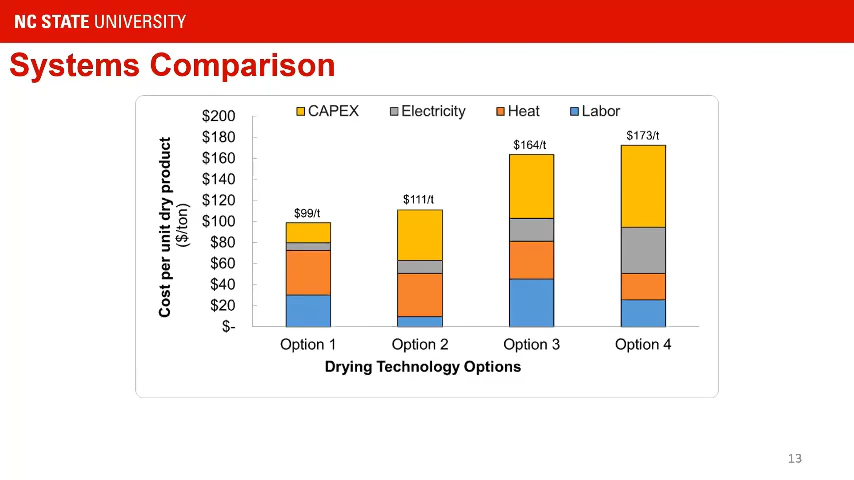 NC STATE UNIVERSITY
Systems Comparison
CAPEX Electricity Heat Labor
Cost per unit dry product
($/ton)
$200
$180
$160
$140
$120
$100
$80
$60
$40
$20
$-
$99/t
$111/t
$164/t
$173/t
Option 1 Option 2 Option 3 Option 4
Drying Technology Options
13